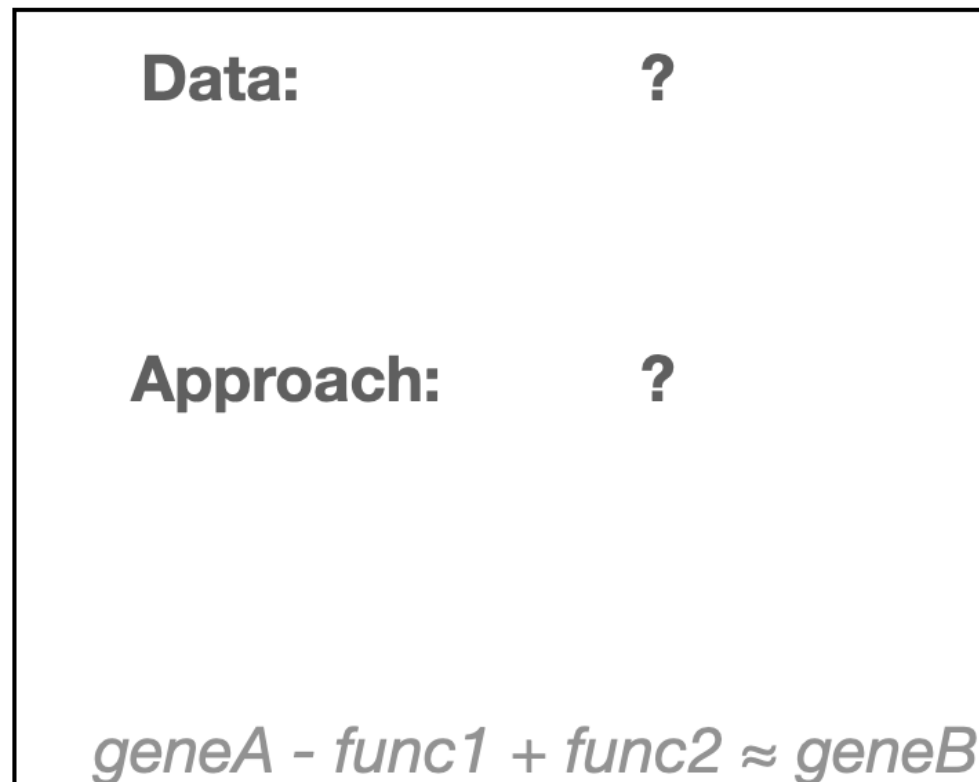 Data: ?
Approach: ?
geneA - func1 + func2 ≈ geneB